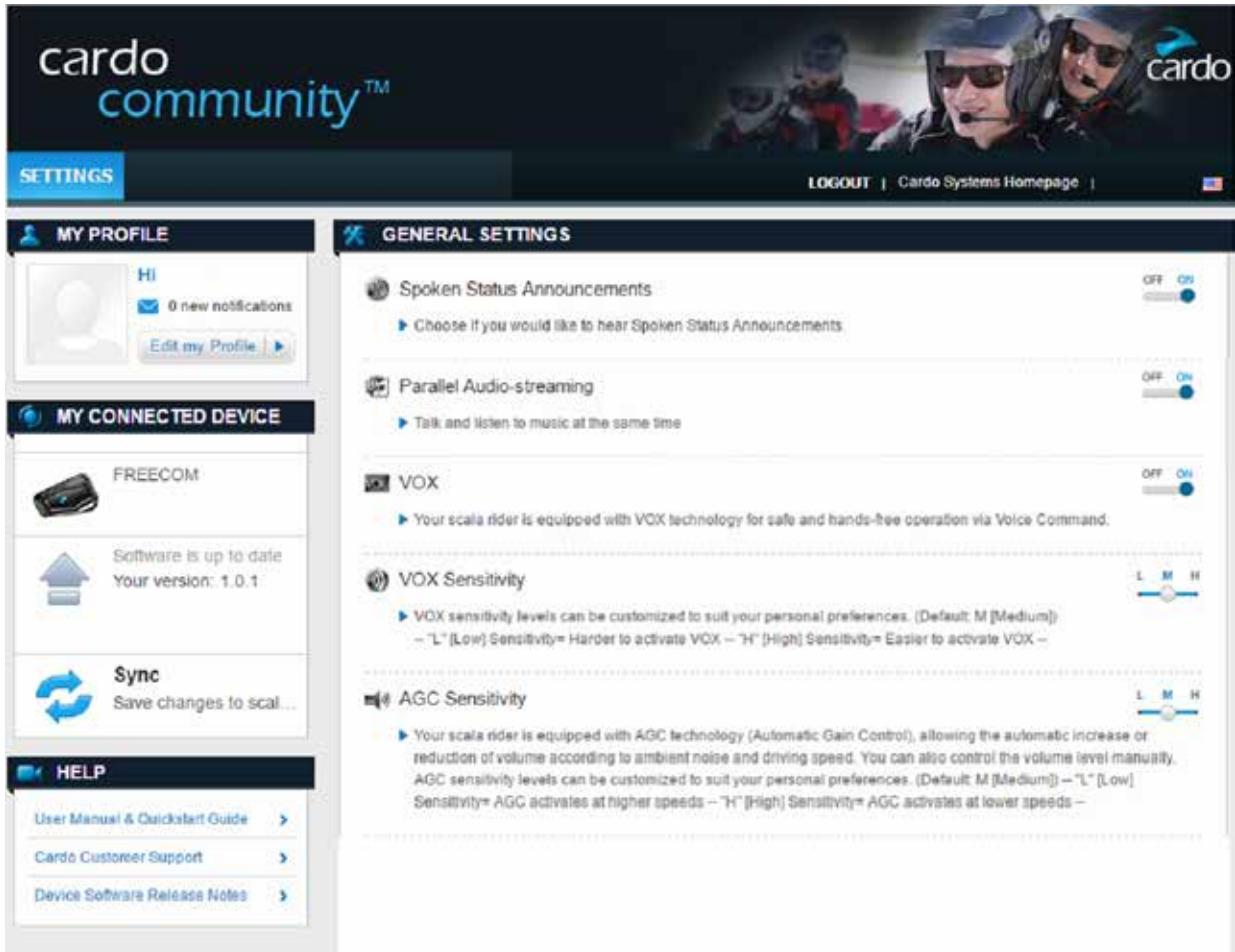 cardo
community™
cardo
SETTINGS
LOGOUT | Cardo Systems Homepage |
MY PROFILE
Hi
0 new notifications
Edit my Profile
MY CONNECTED DEVICE
FREECOM
Software is up to date
Your version: 1.0.1
Sync
Save changes to scal...
HELP
User Manual & Quickstart Guide
Cardo Customer Support
Device Software Release Notes
GENERAL SETTINGS
Spoken Status Announcements
OFF ON
Choose if you would like to hear Spoken Status Announcements
Parallel Audio-streaming
OFF ON
Talk and listen to music at the same time
VOX
OFF ON
Your scala rider is equipped with VOX technology for safe and hands-free operation via Voice Command.
VOX Sensitivity
L M H
VOX sensitivity levels can be customized to suit your personal preferences. (Default: M [Medium])
-- "L" [Low] Sensitivity= Harder to activate VOX -- "H" [High] Sensitivity= Easier to activate VOX --
AGC Sensitivity
L M H
Your scala rider is equipped with AGC technology (Automatic Gain Control), allowing the automatic increase or
reduction of volume according to ambient noise and driving speed. You can also control the volume level manually.
AGC sensitivity levels can be customized to suit your personal preferences. (Default: M [Medium]) -- "L" [Low]
Sensitivity= AGC activates at higher speeds -- "H" [High] Sensitivity= AGC activates at lower speeds --